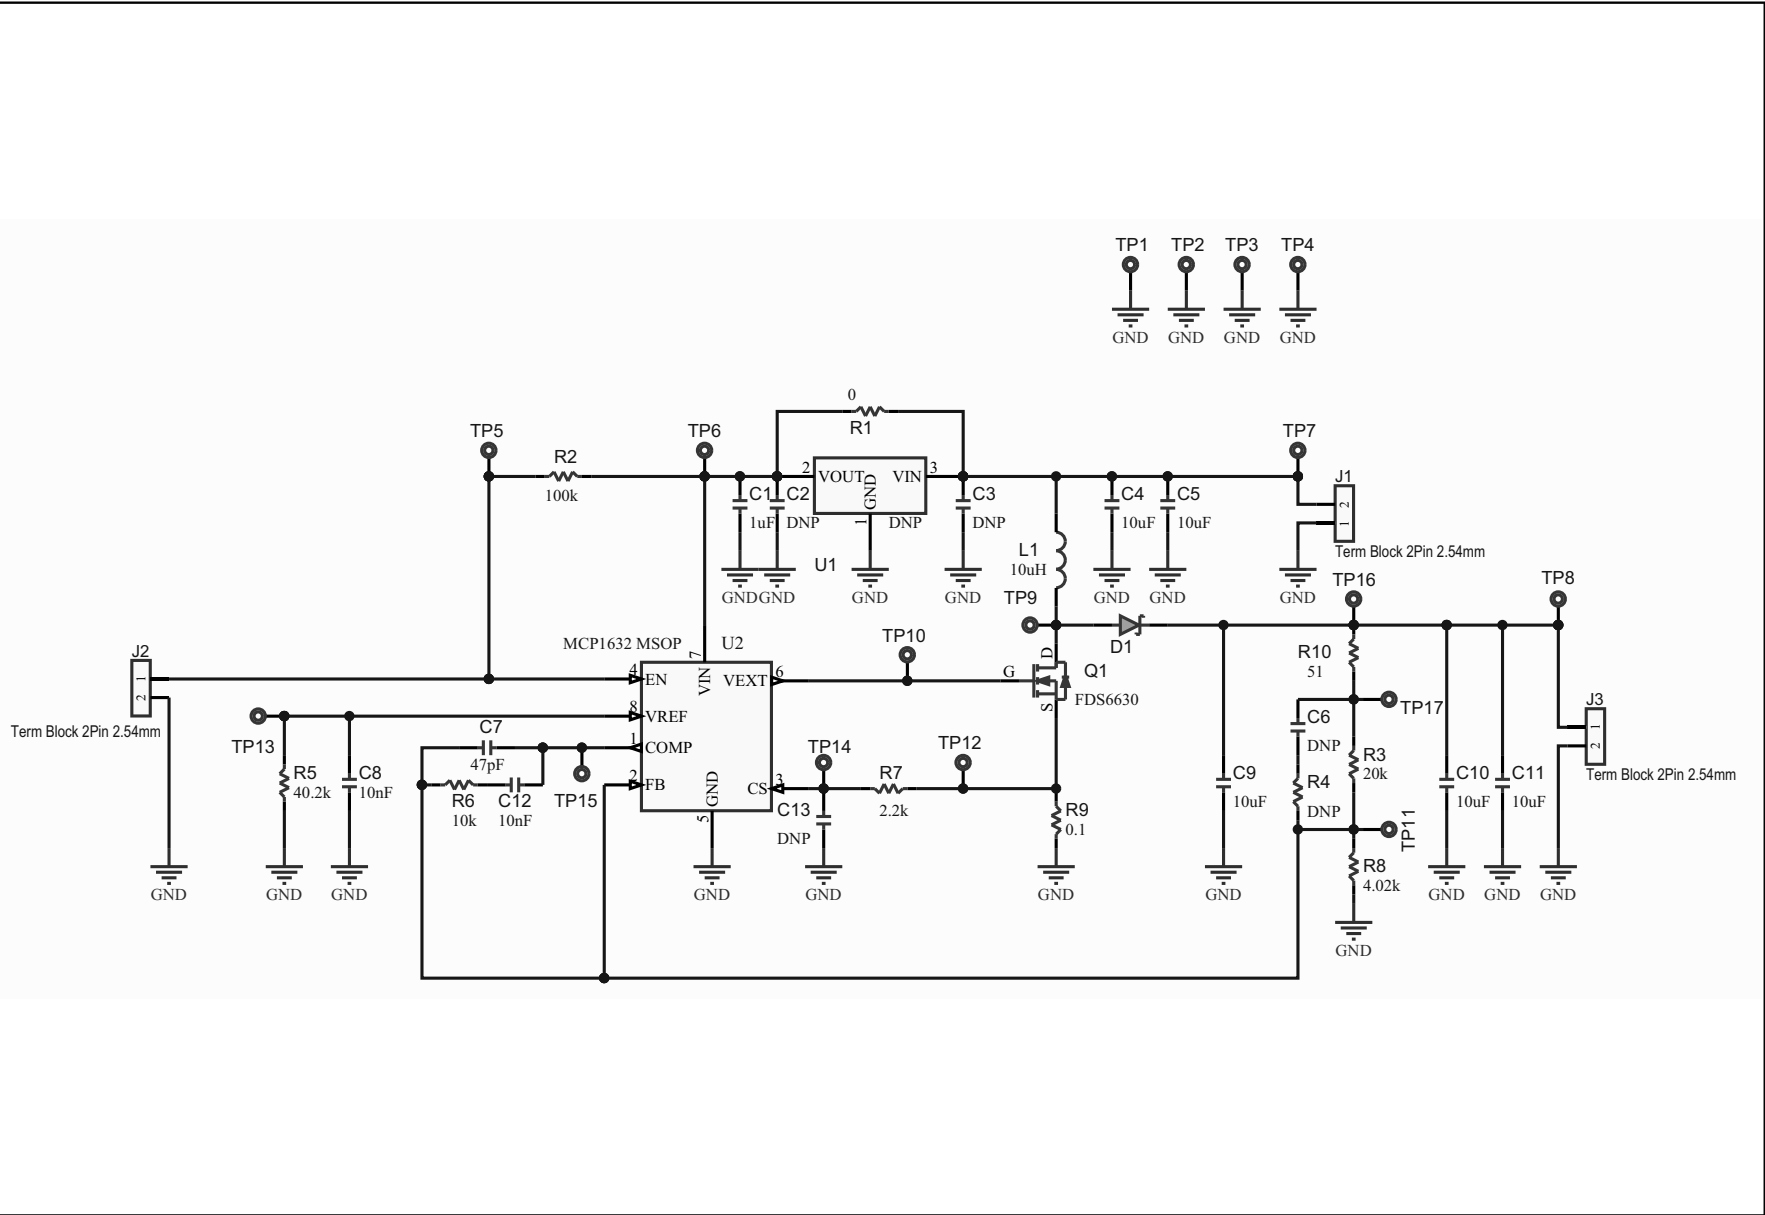 TP1 TP2 TP3 TP4
GND GND GND GND
0
R1
TP5 TP6 TP7
R2
100k
2 VOUT GND VIN 3
1
DNP
U1
GND
C1
1uF
GND
C2
DNP
GND
C3
DNP
GND
C4
10uF
GND
C5
10uF
GND
J1
2
1
Term Block 2Pin 2.54mm
GND
L1
10uH
TP9
TP16
TP8
D1
MCP1632 MSOP U2
7
VIN
4 EN
8 VREF
1 COMP
2 FB
VEXT 6
CS 3
GND
5
GND
TP10
G
D
S
Q1
FDS6630
J2
1
2
Term Block 2Pin 2.54mm
GND
TP13
R5
40.2k
GND
C8
10nF
GND
C7
47pF
R6
10k
C12
10nF
TP15
TP14
R7
2.2k
TP12
C13
DNP
GND
R9
0.1
GND
C9
10uF
GND
R10
51
TP17
C6
DNP
R3
20k
R4
DNP
TP11
R8
4.02k
GND
C10
10uF
GND
C11
10uF
GND
J3
1
2
Term Block 2Pin 2.54mm
GND